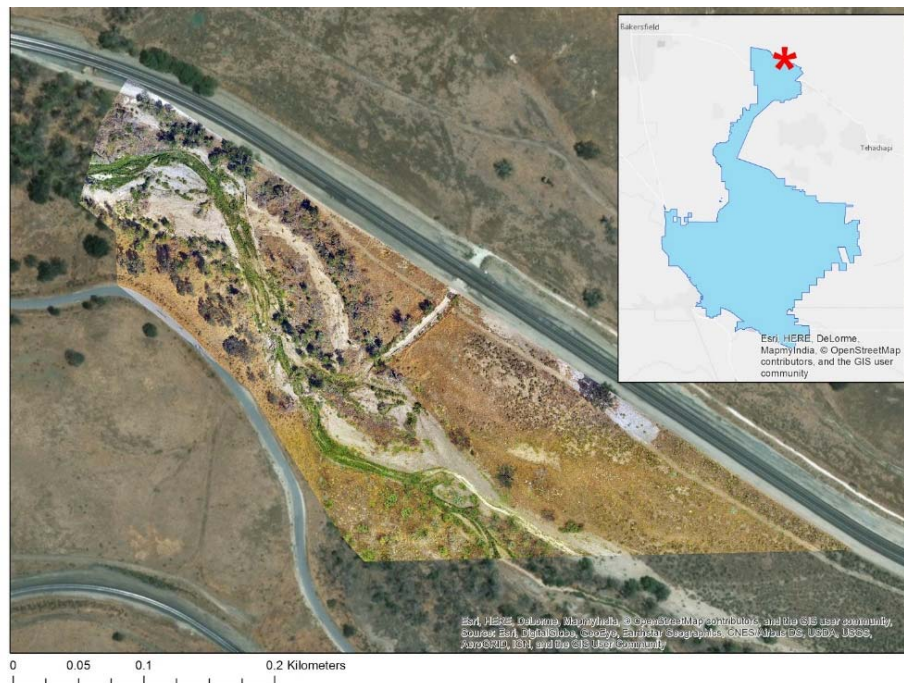 Bakersfield
Tehachapi
Esri, HERE, DeLorme,
MapmyIndia, © OpenStreetMap
contributors, and the GIS user
community
Esri, HERE, DeLorme, MapmyIndia, © OpenStreetMap contributors, and the GIS user community,
Source: Esri, DigitalGlobe, GeoEye, Earthstar Geographics, CNES/Airbus DS, USDA, USGS,
AeroGRID, IGN, and the GIS User Community
0 0.05 0.1 0.2 Kilometers